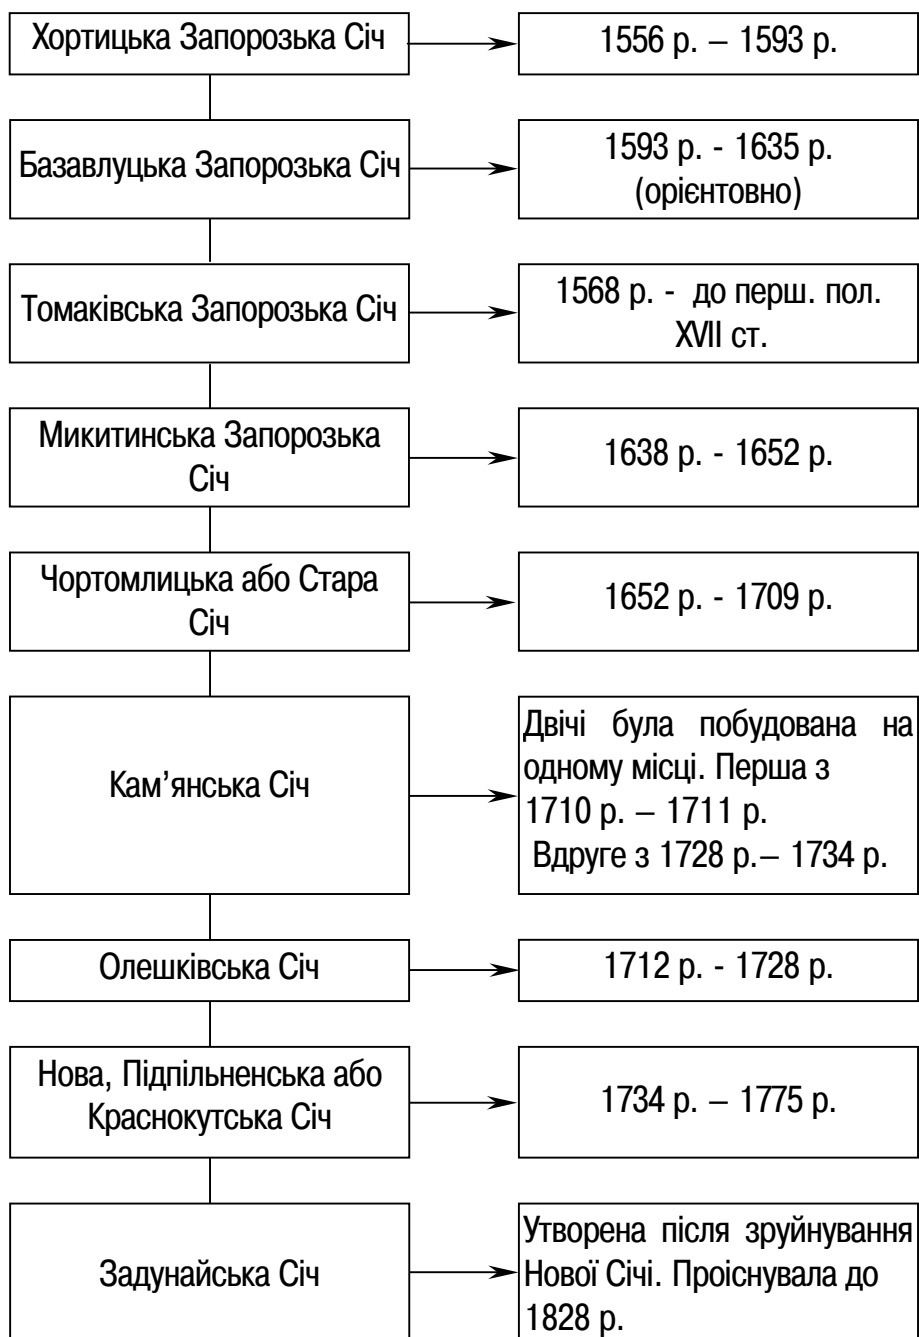 Хортицька Запорозька Січ
1556 р. – 1593 р.
Базавлуцька Запорозька Січ
1593 р. - 1635 р.
(орієнтовно)
Томаківська Запорозька Січ
1568 р. - до перш. пол.
XVII ст.
Микитинська Запорозька
Січ
1638 р. - 1652 р.
Чортомлицька або Стара
Січ
1652 р. - 1709 р.
Кам’янська Січ
Двічі була побудована на
одному місці. Перша з
1710 р. – 1711 р.
Вдруге з 1728 р.– 1734 р.
Олешківська Січ
1712 р. - 1728 р.
Нова, Підпільненська або
Краснокутська Січ
1734 р. – 1775 р.
Задунайська Січ
Утворена після зруйнування
Нової Січі. Проіснувала до
1828 р.